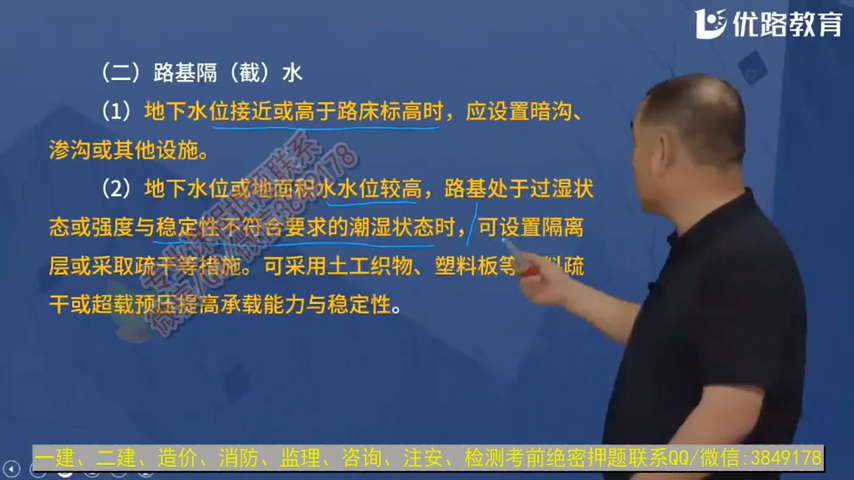 优路教育
（二）路基隔（截）水
（1）地下水位接近或高于路床标高时，应设置暗沟、
渗沟或其他设施。
（2）地下水位或地面积水水位较高，路基处于过湿状
态或强度与稳定性不符合要求的潮湿状态时，可设置隔离
层或采取疏干等措施。可采用土工织物、塑料板等料疏
干或超载预压提高承载能力与稳定性。
一建、二建、造价、消防、监理、咨询、注安、检测考前绝密押题联系QQ/微信:3849178